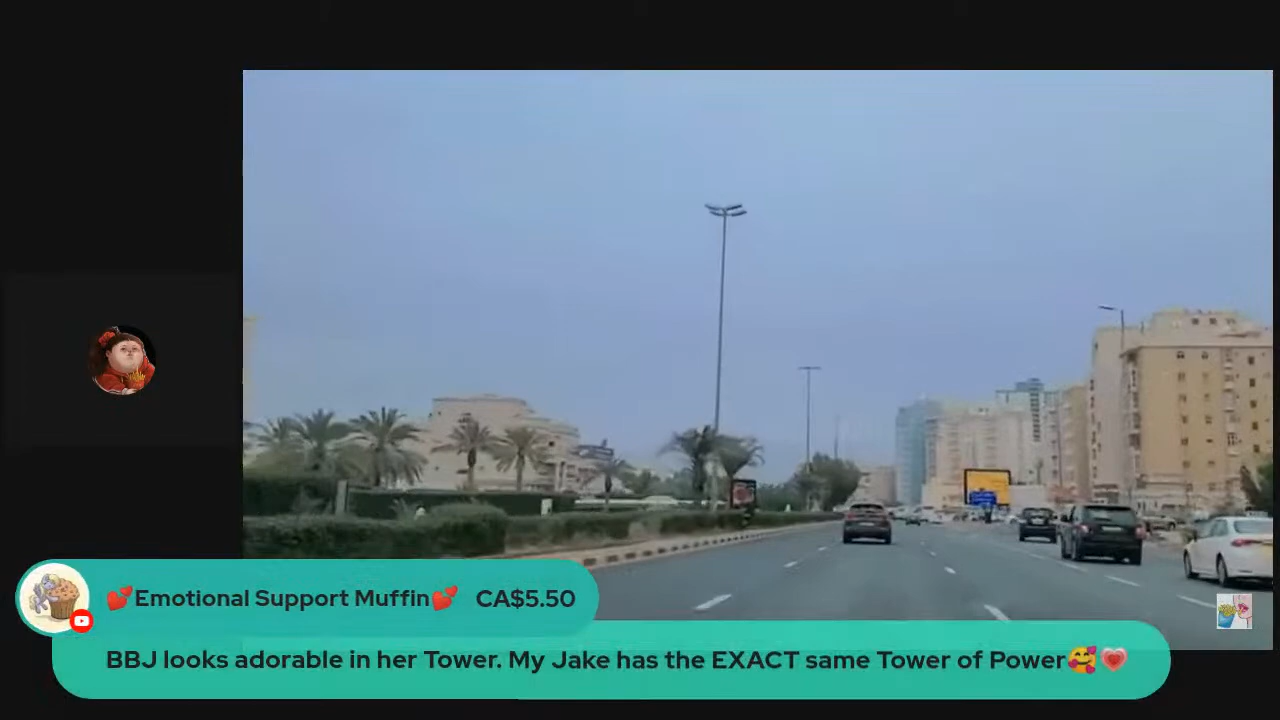 💕Emotional Support Muffin💕 CA$5.50
BBJ looks adorable in her Tower. My Jake has the EXACT same Tower of Power🥰💗